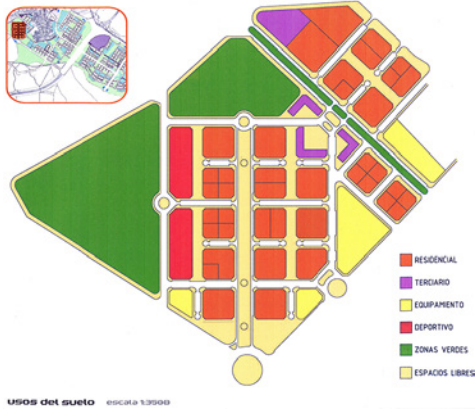 RESIDENCIAL
TERCIARIO
EQUIPAMIENTO
DEPORTIVO
ZONAS VERDES
ESPACIOS LIBRES
usos del suelo escala 1:3500